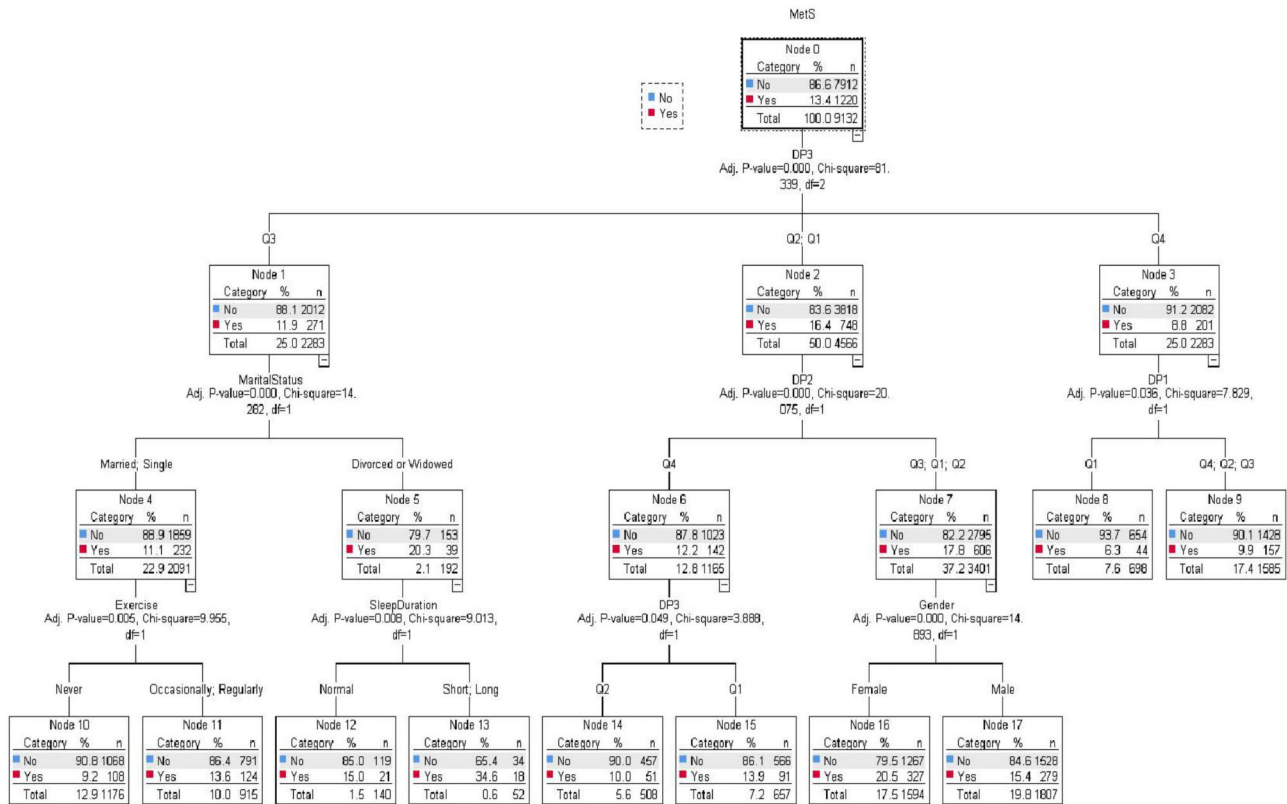 MetS
Node 0
Category % n
No 86.6 7912
Yes 13.4 1220
Total 100.0 9132
No
Yes
DP3
Adj. P-value=0.000, Chi-square=81.
339, df=2
Q3
Q2; Q1
Q4
Node 1
Category % n
No 88.1 2012
Yes 11.9 271
Total 25.0 2283
Node 2
Category % n
No 83.6 3818
Yes 16.4 748
Total 50.0 4566
Node 3
Category % n
No 91.2 2082
Yes 8.8 201
Total 25.0 2283
MaritalStatus
Adj. P-value=0.000, Chi-square=14.
282, df=1
DP2
Adj. P-value=0.000, Chi-square=20.
075, df=1
DP1
Adj. P-value=0.036, Chi-square=7.829,
df=1
Married; Single
Divorced or Widowed
Q4
Q3; Q1; Q2
Q1
Q4; Q2; Q3
Node 4
Category % n
No 88.9 1859
Yes 11.1 232
Total 22.9 2091
Node 5
Category % n
No 79.7 153
Yes 20.3 39
Total 2.1 192
Node 6
Category % n
No 87.8 1023
Yes 12.2 142
Total 12.8 1165
Node 7
Category % n
No 82.2 2795
Yes 17.8 606
Total 37.2 3401
Node 8
Category % n
No 93.7 654
Yes 6.3 44
Total 7.6 698
Node 9
Category % n
No 90.1 1428
Yes 9.9 157
Total 17.4 1585
Exercise
Adj. P-value=0.005, Chi-square=9.955,
df=1
SleepDuration
Adj. P-value=0.008, Chi-square=9.013,
df=1
DP3
Adj. P-value=0.049, Chi-square=3.888,
df=1
Gender
Adj. P-value=0.000, Chi-square=14.
893, df=1
Never
Occasionally; Regularly
Normal
Short; Long
Q2
Q1
Female
Male
Node 10
Category % n
No 90.8 1068
Yes 9.2 108
Total 12.9 1176
Node 11
Category % n
No 86.4 791
Yes 13.6 124
Total 10.0 915
Node 12
Category % n
No 85.0 119
Yes 15.0 21
Total 1.5 140
Node 13
Category % n
No 65.4 34
Yes 34.6 18
Total 0.6 52
Node 14
Category % n
No 90.0 457
Yes 10.0 51
Total 5.6 508
Node 15
Category % n
No 86.1 566
Yes 13.9 91
Total 7.2 657
Node 16
Category % n
No 79.5 1267
Yes 20.5 327
Total 17.5 1594
Node 17
Category % n
No 84.6 1528
Yes 15.4 279
Total 19.8 1807